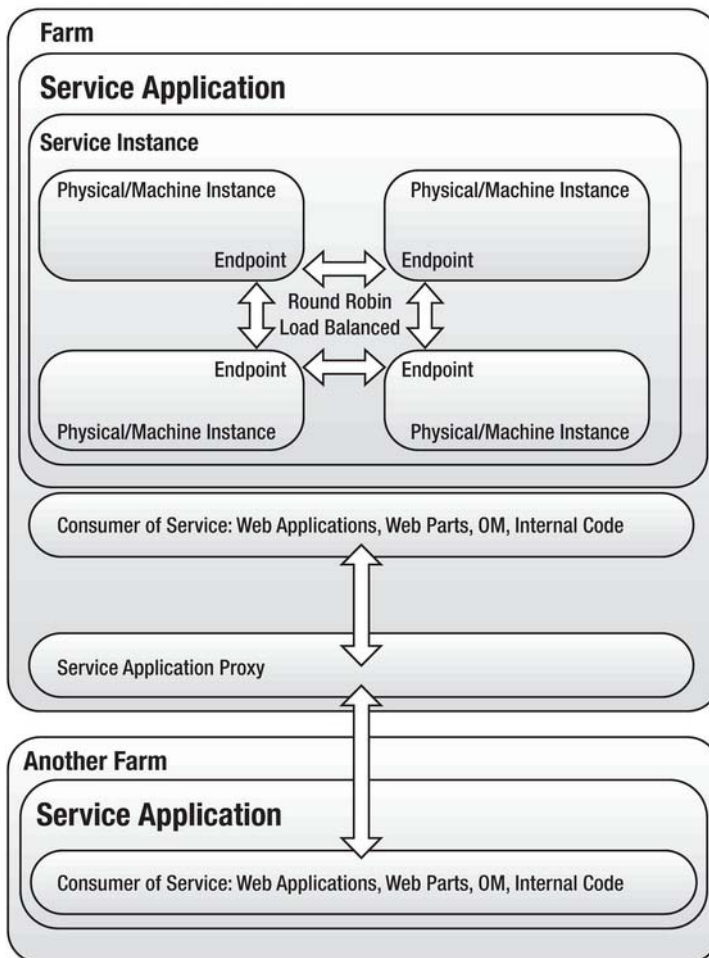 Farm
Service Application
Service Instance
Physical/Machine Instance
Physical/Machine Instance
Endpoint
Endpoint
Round Robin
Load Balanced
Endpoint
Endpoint
Physical/Machine Instance
Physical/Machine Instance
Consumer of Service: Web Applications, Web Parts, OM, Internal Code
Service Application Proxy
Another Farm
Service Application
Consumer of Service: Web Applications, Web Parts, OM, Internal Code